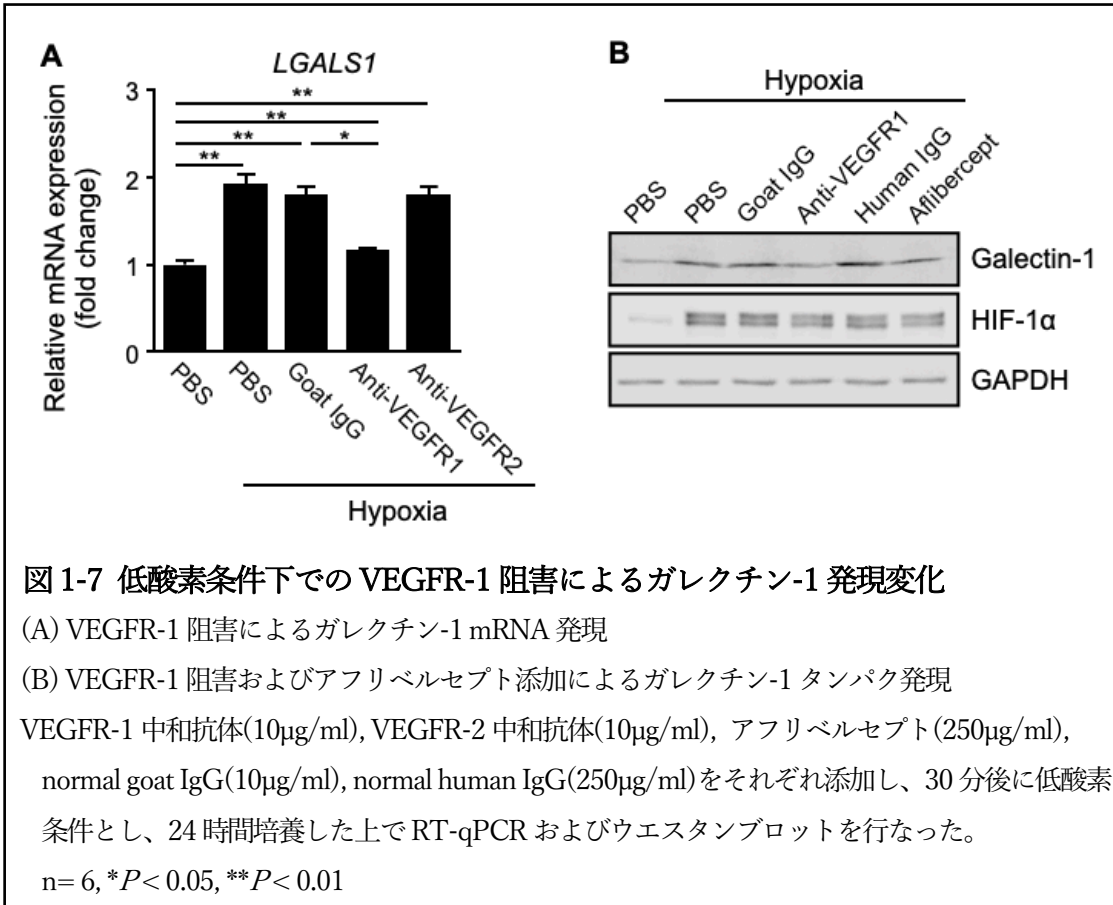 A
LGALS1
Relative mRNA expression
(fold change)
3
2
1
0
**
**
**
*
**
PBS
PBS
Goat IgG
Anti-VEGFR1
Anti-VEGFR2
Hypoxia
B
Hypoxia
PBS
PBS
Goat IgG
Anti-VEGFR1
Human IgG
Aflibercept
Galectin-1
HIF-1α
GAPDH
図 1-7 低酸素条件下での VEGFR-1 阻害によるガレクチン-1 発現変化
(A) VEGFR-1 阻害によるガレクチン-1 mRNA 発現
(B) VEGFR-1 阻害およびアフリベルセプト添加によるガレクチン-1 タンパク発現
VEGFR-1 中和抗体(10μg/ml), VEGFR-2 中和抗体(10μg/ml), アフリベルセプト(250μg/ml),
normal goat IgG(10μg/ml), normal human IgG(250μg/ml)をそれぞれ添加し、30 分後に低酸素
条件とし、24 時間培養した上で RT-qPCR およびウエスタンブロットを行なった。
n= 6, *P< 0.05, **P< 0.01